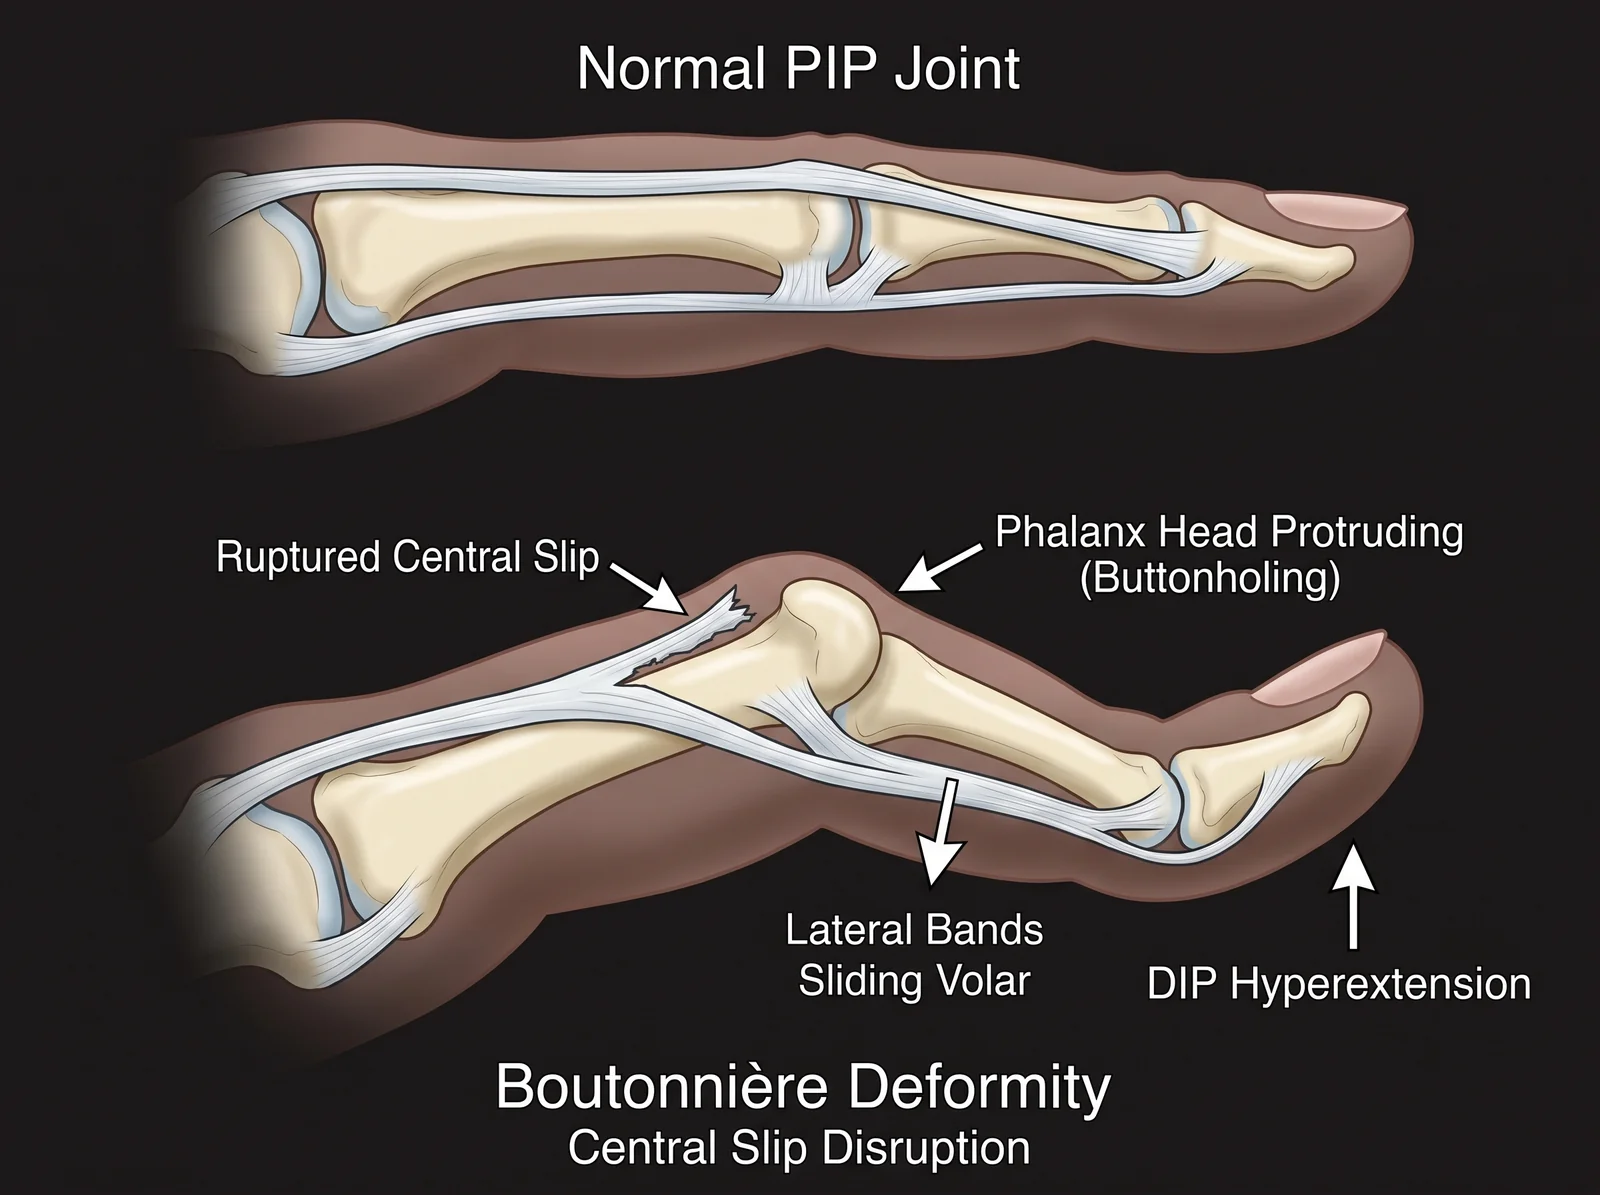 Normal PIP Joint
Ruptured Central Slip
Phalanx Head Protruding
(Buttonholing)
Lateral Bands
Sliding Volar
DIP Hyperextension
Boutonnière Deformity
Central Slip Disruption